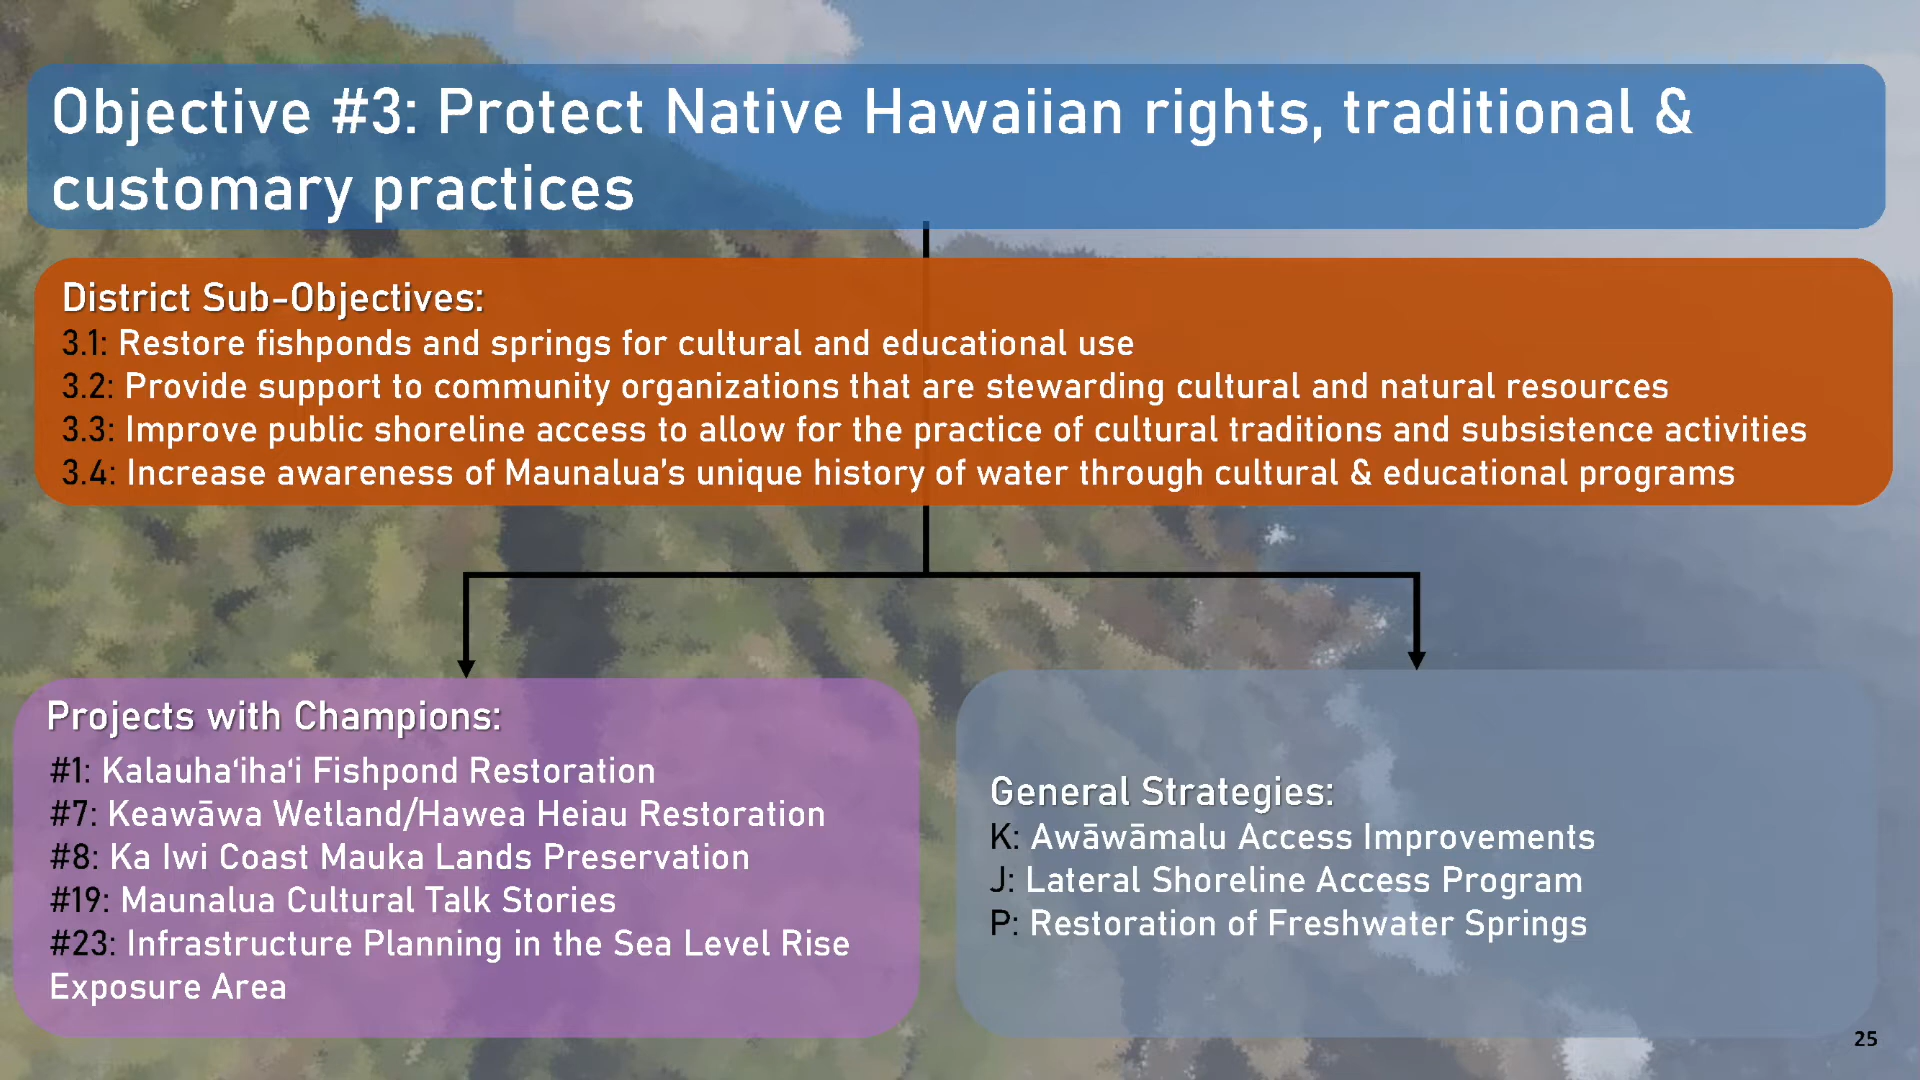 Objective #3: Protect Native Hawaiian rights, traditional &
customary practices
District Sub-Objectives:
3.1: Restore fishponds and springs for cultural and educational use
3.2: Provide support to community organizations that are stewarding cultural and natural resources
3.3: Improve public shoreline access to allow for the practice of cultural traditions and subsistence activities
3.4: Increase awareness of Maunalua's unique history of water through cultural & educational programs
Projects with Champions:
#1: Kalauhaʻihaʻi Fishpond Restoration
#7: Keawāwa Wetland/Hawea Heiau Restoration
#8: Ka Iwi Coast Mauka Lands Preservation
#19: Maunalua Cultural Talk Stories
#23: Infrastructure Planning in the Sea Level Rise
Exposure Area
General Strategies:
K: Awāwāmalu Access Improvements
J: Lateral Shoreline Access Program
P: Restoration of Freshwater Springs
25